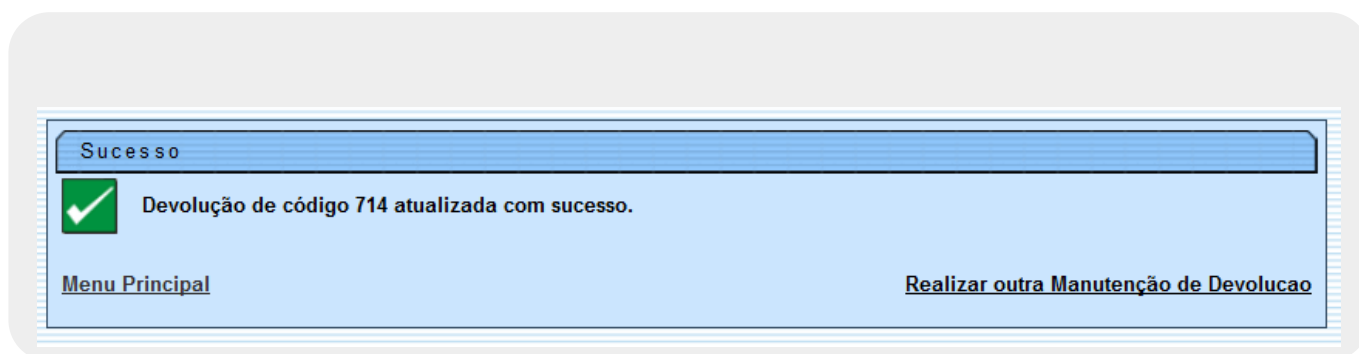 Sucesso
Devolução de código 714 atualizada com sucesso.
Menu Principal
Realizar outra Manutenção de Devolucao